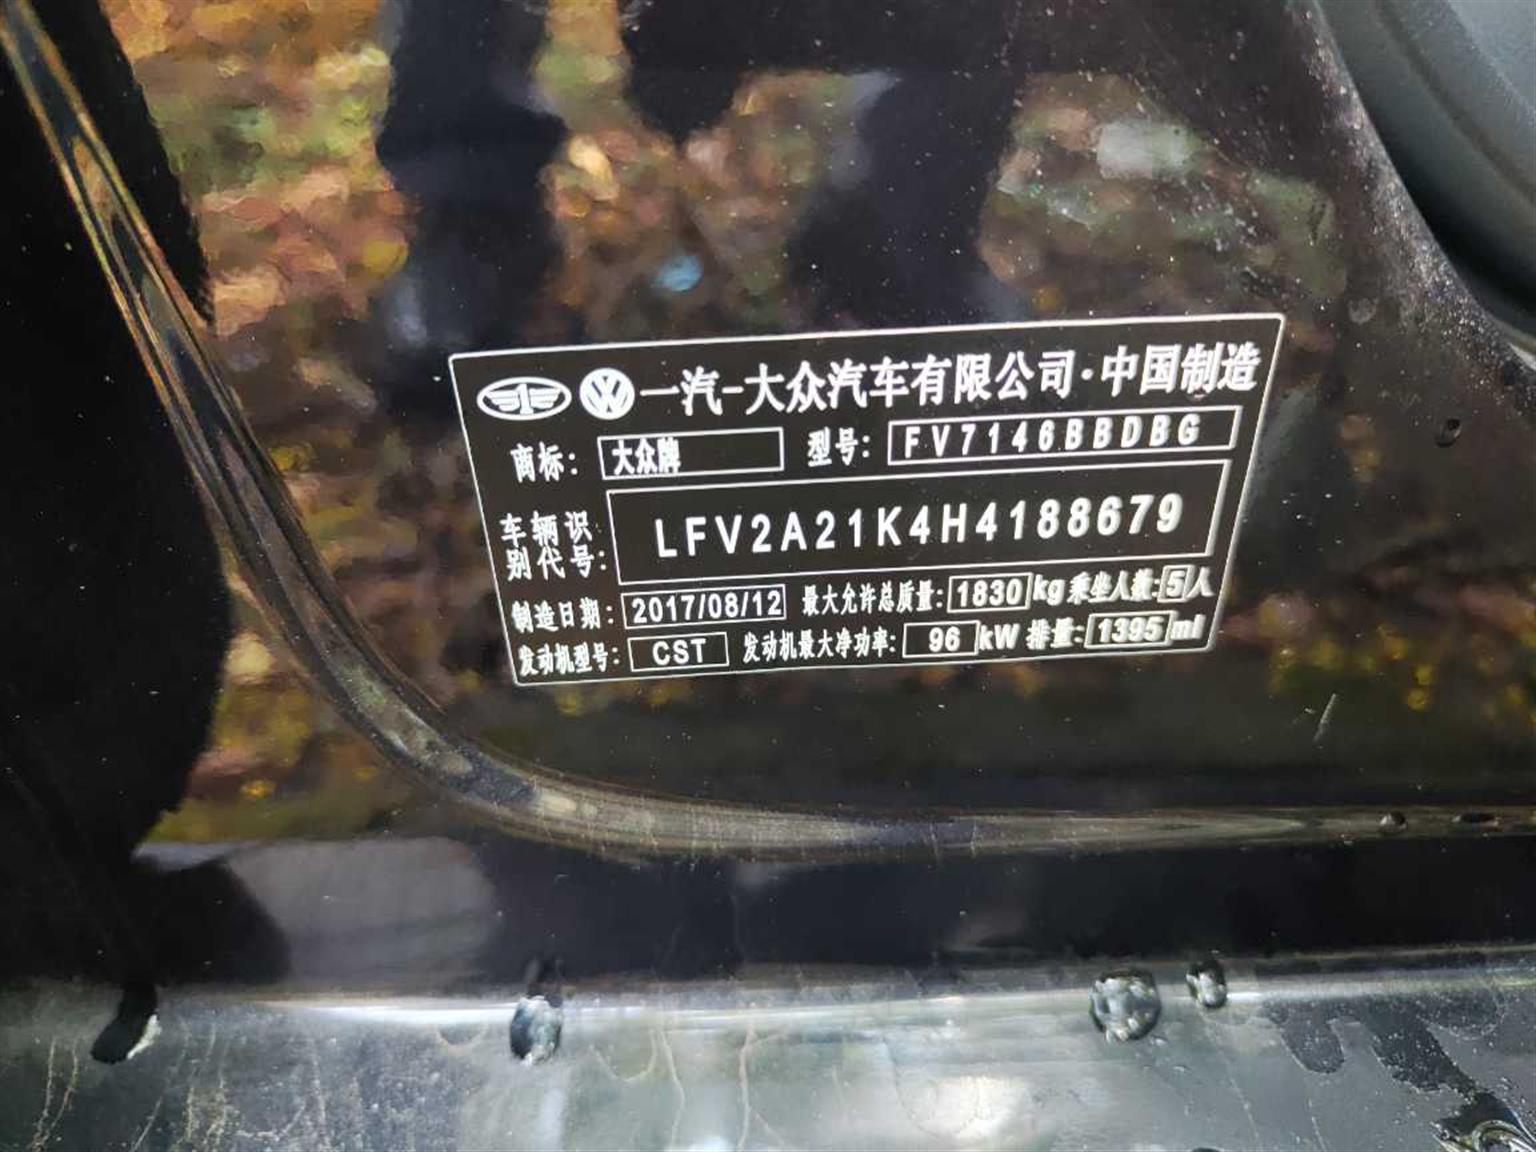 一汽-大众汽车有限公司·中国制造
商标: 大众牌 型号: FV7146BBDBG
车辆识别代号: LFV2A21K4H4188679
制造日期: 2017/08/12 最大允许总质量: 1830 kg 乘坐人数: 5 人
发动机型号: CST 发动机最大净功率: 96 kW 排量: 1395 ml